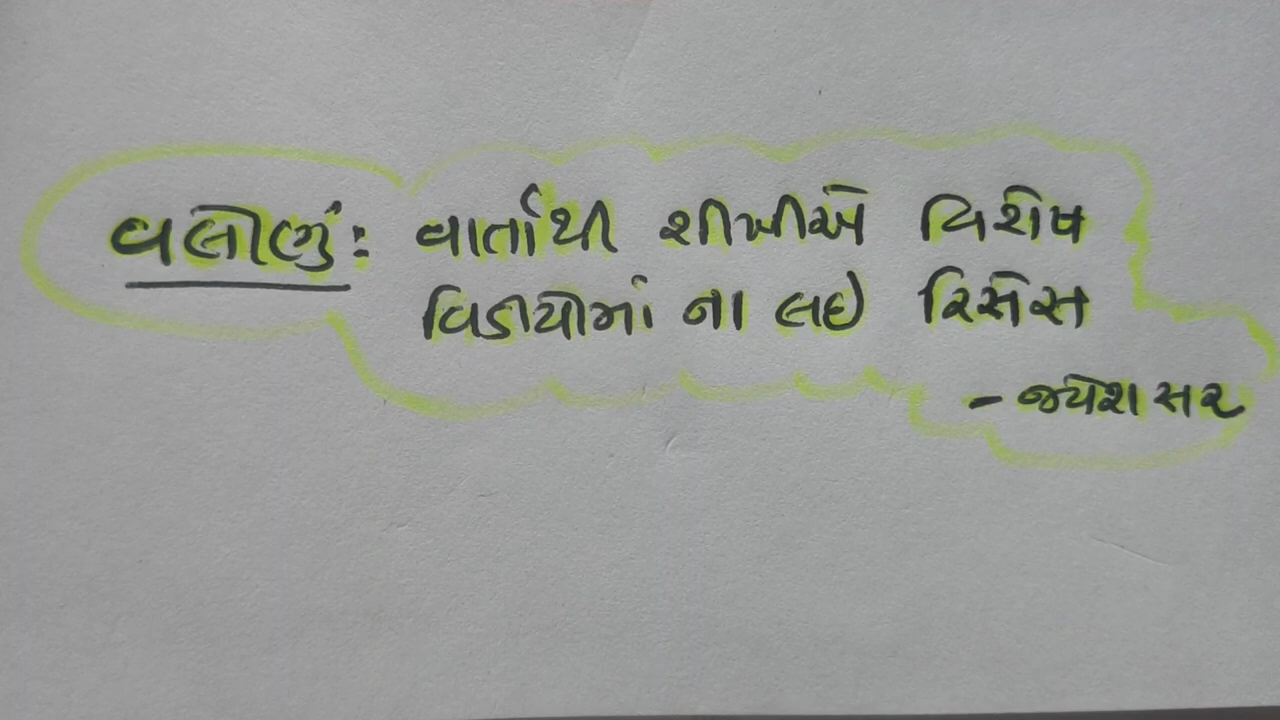 વલોણું: વાર્તાથી શીખીએ વિશેષ
વિડીયોમાં ના લઇ રિસેસ
- જયેશ સર